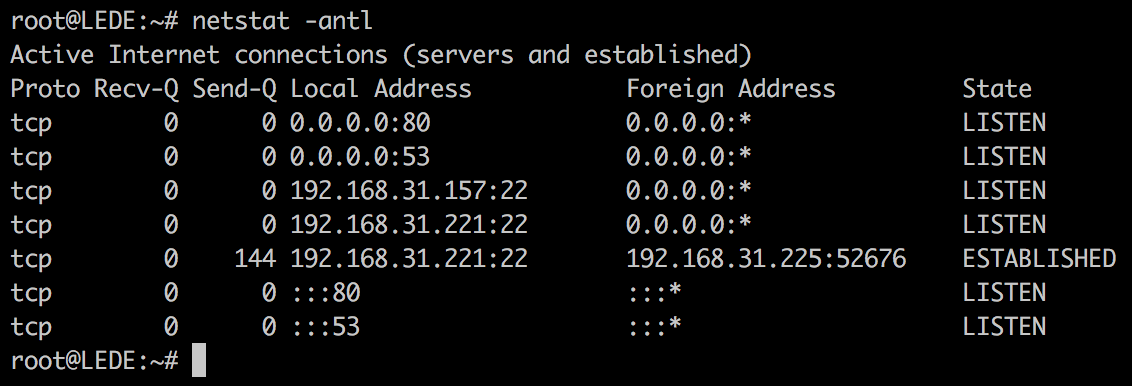 root@LEDE:~# netstat -antl
Active Internet connections (servers and established)
Proto Recv-Q Send-Q Local Address           Foreign Address         State
tcp        0      0 0.0.0.0:80              0.0.0.0:*               LISTEN
tcp        0      0 0.0.0.0:53              0.0.0.0:*               LISTEN
tcp        0      0 192.168.31.157:22       0.0.0.0:*               LISTEN
tcp        0      0 192.168.31.221:22       0.0.0.0:*               LISTEN
tcp        0    144 192.168.31.221:22       192.168.31.225:52676    ESTABLISHED
tcp        0      0 :::80                   :::*                    LISTEN
tcp        0      0 :::53                   :::*                    LISTEN
root@LEDE:~#